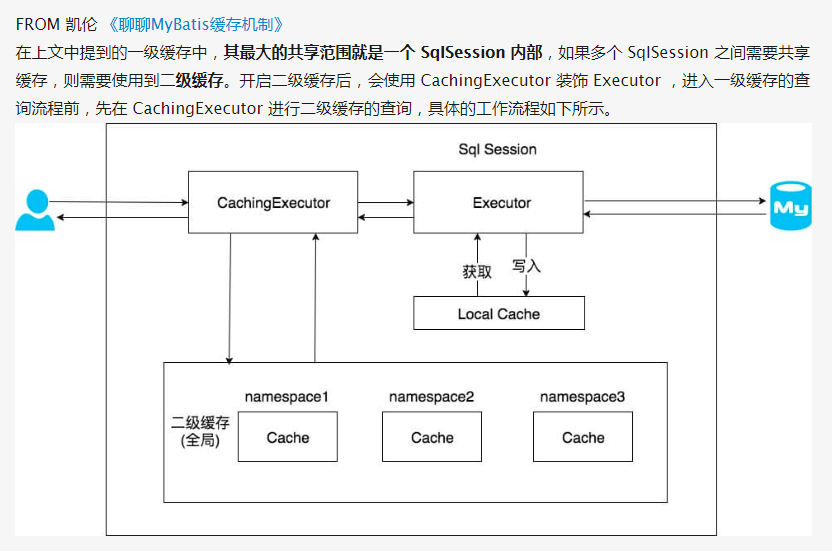 FROM 凯伦 《聊聊MyBatis缓存机制》
在上文中提到的一级缓存中，其最大的共享范围就是一个 SqlSession 内部，如果多个 SqlSession 之间需要共享
缓存，则需要使用到二级缓存。开启二级缓存后，会使用 CachingExecutor 装饰 Executor ，进入一级缓存的查
询流程前，先在 CachingExecutor 进行二级缓存的查询，具体的工作流程如下所示。
Sql Session
CachingExecutor
Executor
My
获取
写入
Local Cache
namespace1
namespace2
namespace3
二级缓存
(全局)
Cache
Cache
Cache